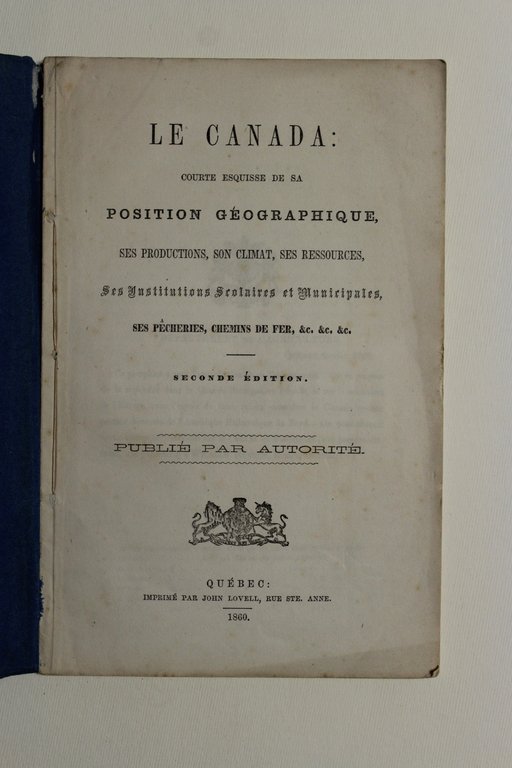 LE CANADA:
COURTE ESQUISSE DE SA
POSITION GÉOGRAPHIQUE,
SES PRODUCTIONS, SON CLIMAT, SES RESSOURCES,
Ses Institutions Scolaires et Municipales,
SES PÊCHERIES, CHEMINS DE FER, &c. &c. &c.
SECONDE ÉDITION.
PUBLIÉ PAR AUTORITÉ.
QUÉBEC:
IMPRIMÉ PAR JOHN LOVELL, RUE STE. ANNE.
1860.